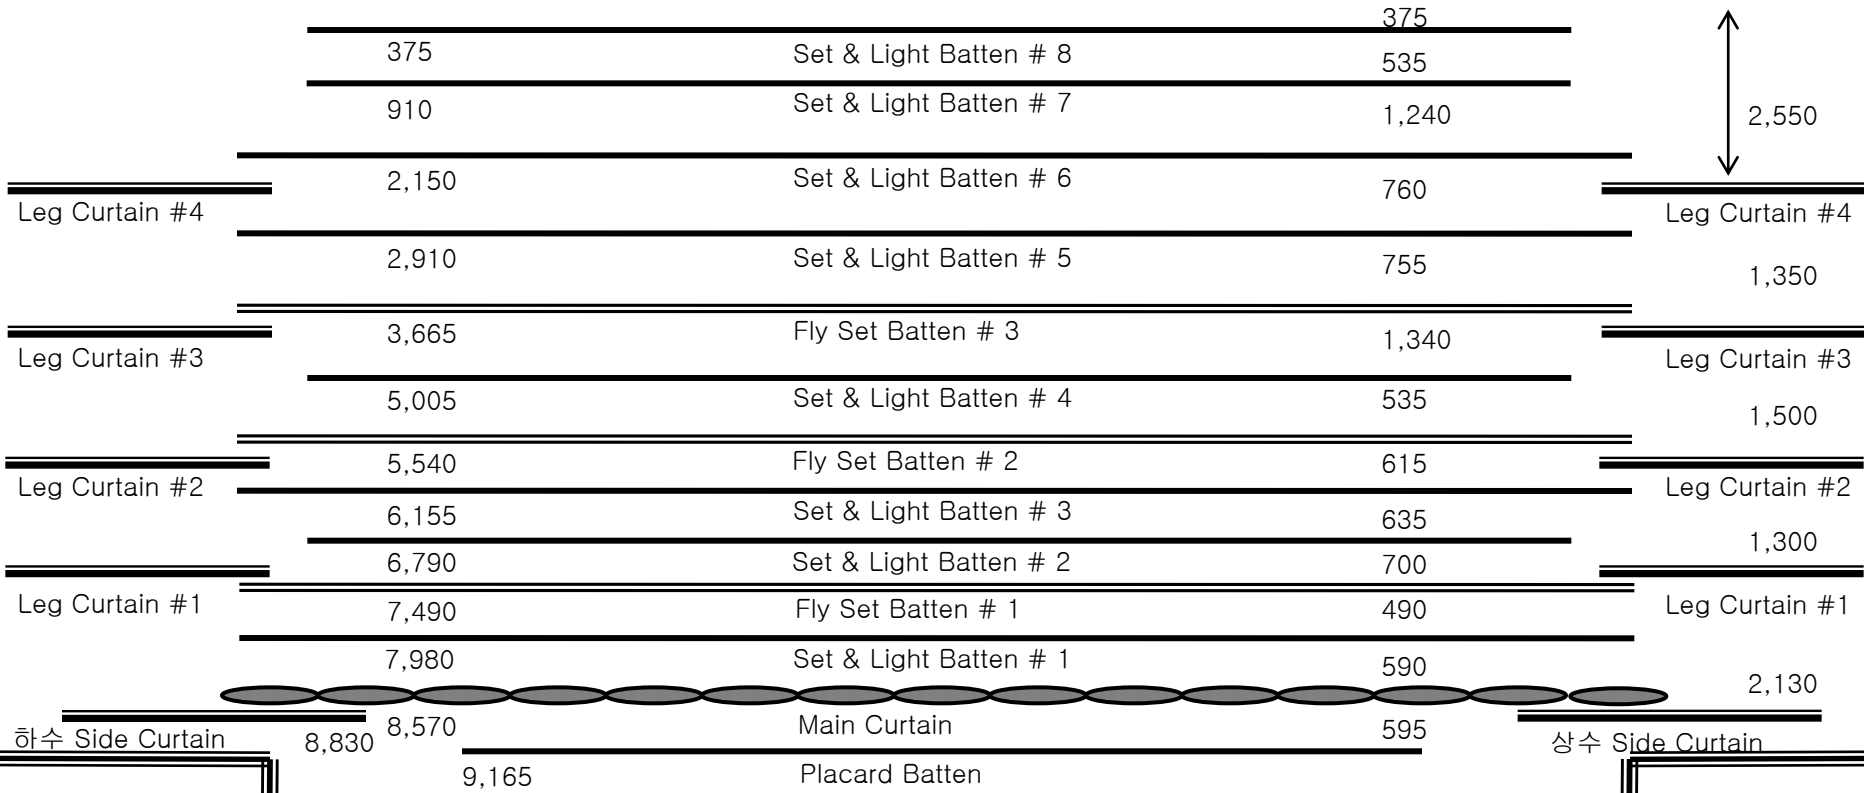 375
375 Set & Light Batten # 8 535
910 Set & Light Batten # 7 1,240 2,550
2,150 Set & Light Batten # 6 760
Leg Curtain #4 Leg Curtain #4
2,910 Set & Light Batten # 5 755 1,350
3,665 Fly Set Batten # 3 1,340
Leg Curtain #3 Leg Curtain #3
5,005 Set & Light Batten # 4 535 1,500
5,540 Fly Set Batten # 2 615
Leg Curtain #2 Leg Curtain #2
6,155 Set & Light Batten # 3 635 1,300
6,790 Set & Light Batten # 2 700
Leg Curtain #1 7,490 Fly Set Batten # 1 490 Leg Curtain #1
7,980 Set & Light Batten # 1 590 2,130
8,570 Main Curtain 595
하수 Side Curtain 8,830 상수 Side Curtain
9,165 Placard Batten